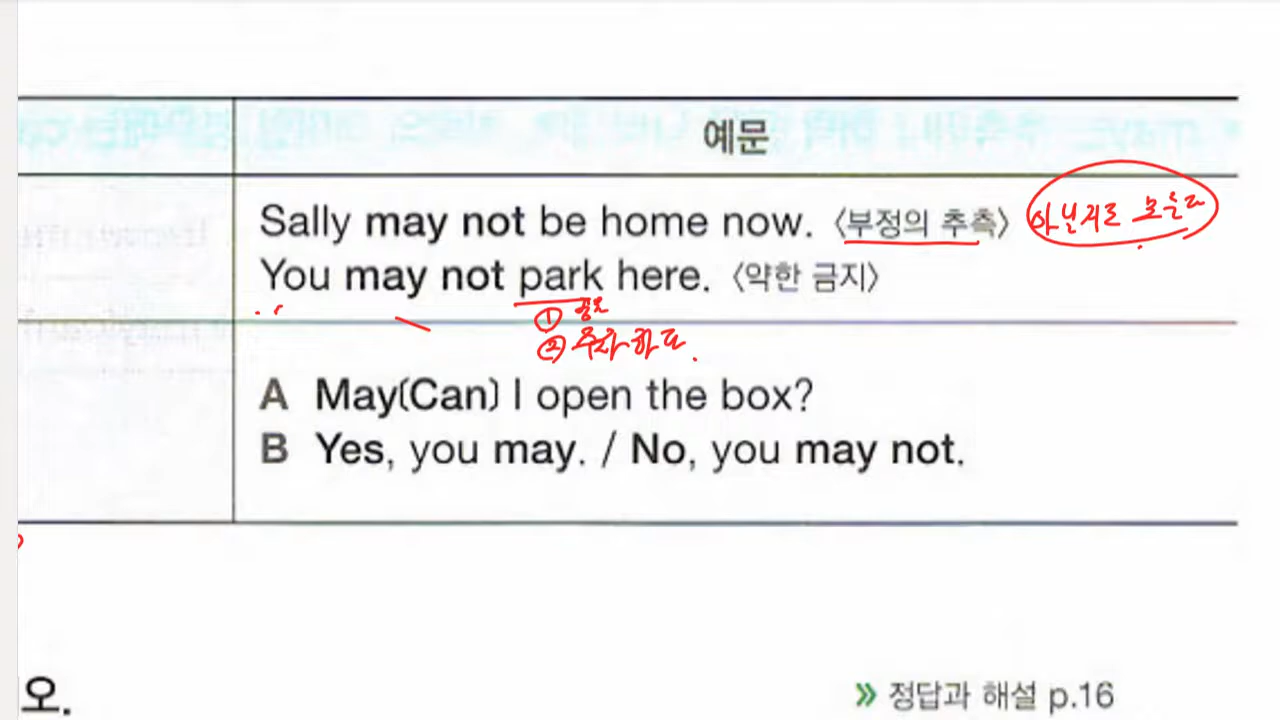 예문
Sally may not be home now. 〈부정의 추측〉 아닐지도 모른다
You may not park here. 〈약한 금지〉
① 공원
② 주차하다.
A May(Can) I open the box?
B Yes, you may. / No, you may not.
오.
» 정답과 해설 p.16